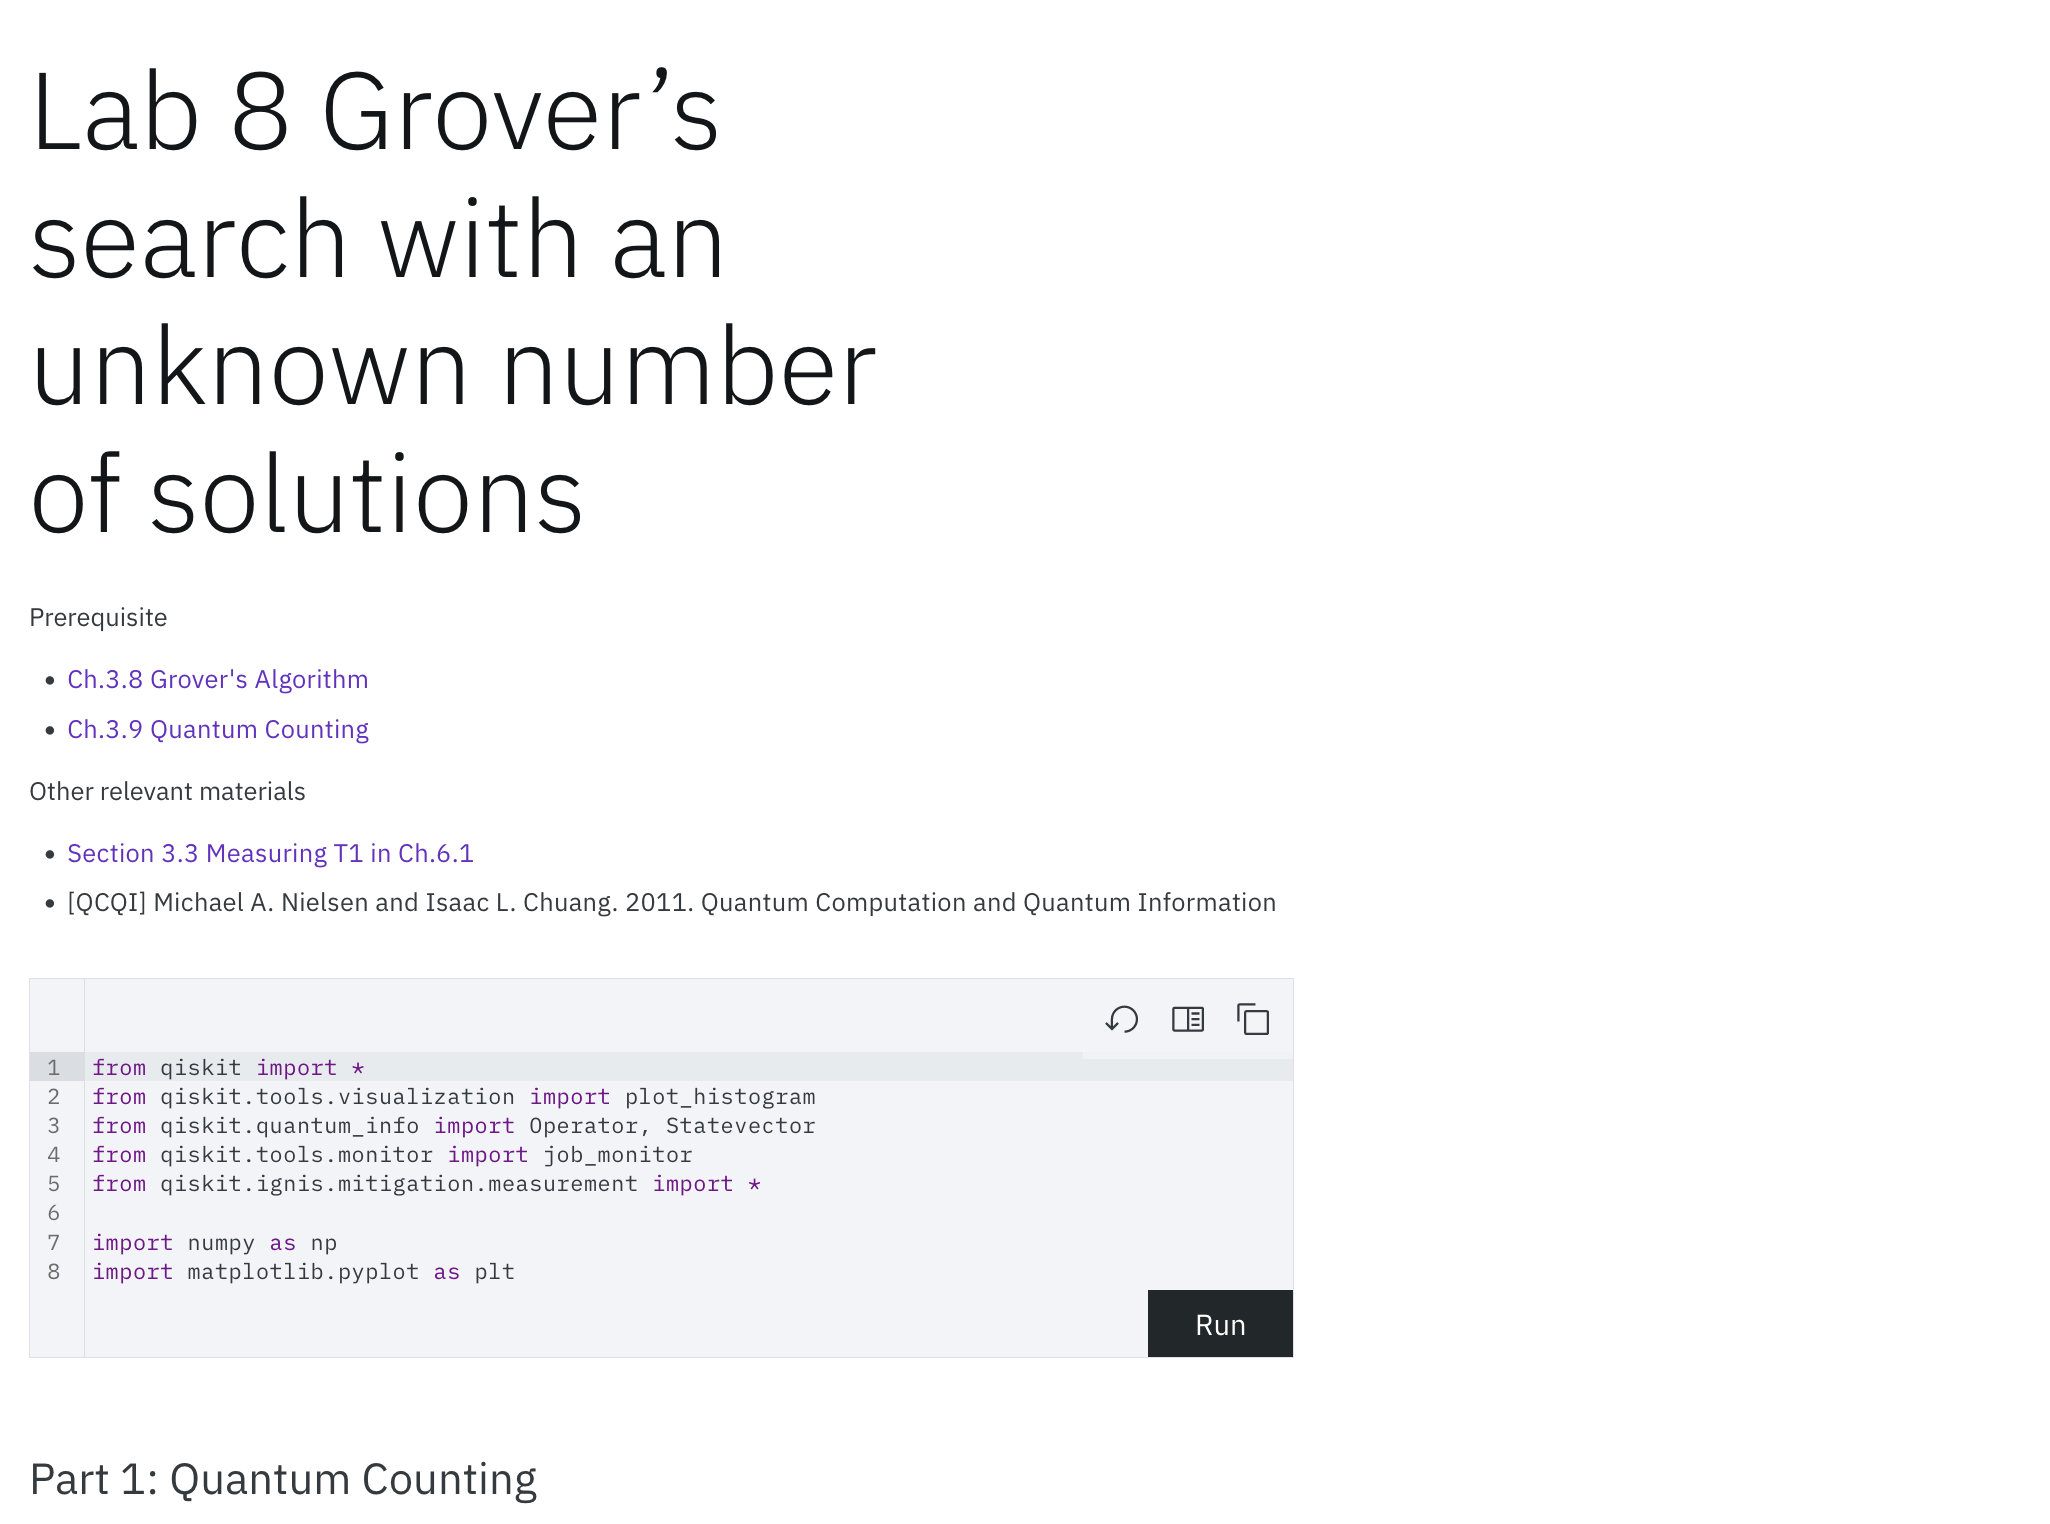 Lab 8 Grover’s
search with an
unknown number
of solutions
Prerequisite
• Ch.3.8 Grover's Algorithm
• Ch.3.9 Quantum Counting
Other relevant materials
• Section 3.3 Measuring T1 in Ch.6.1
• [QCQI] Michael A. Nielsen and Isaac L. Chuang. 2011. Quantum Computation and Quantum Information
1 from qiskit import *
2 from qiskit.tools.visualization import plot_histogram
3 from qiskit.quantum_info import Operator, Statevector
4 from qiskit.tools.monitor import job_monitor
5 from qiskit.ignis.mitigation.measurement import *
6
7 import numpy as np
8 import matplotlib.pyplot as plt
Run
Part 1: Quantum Counting